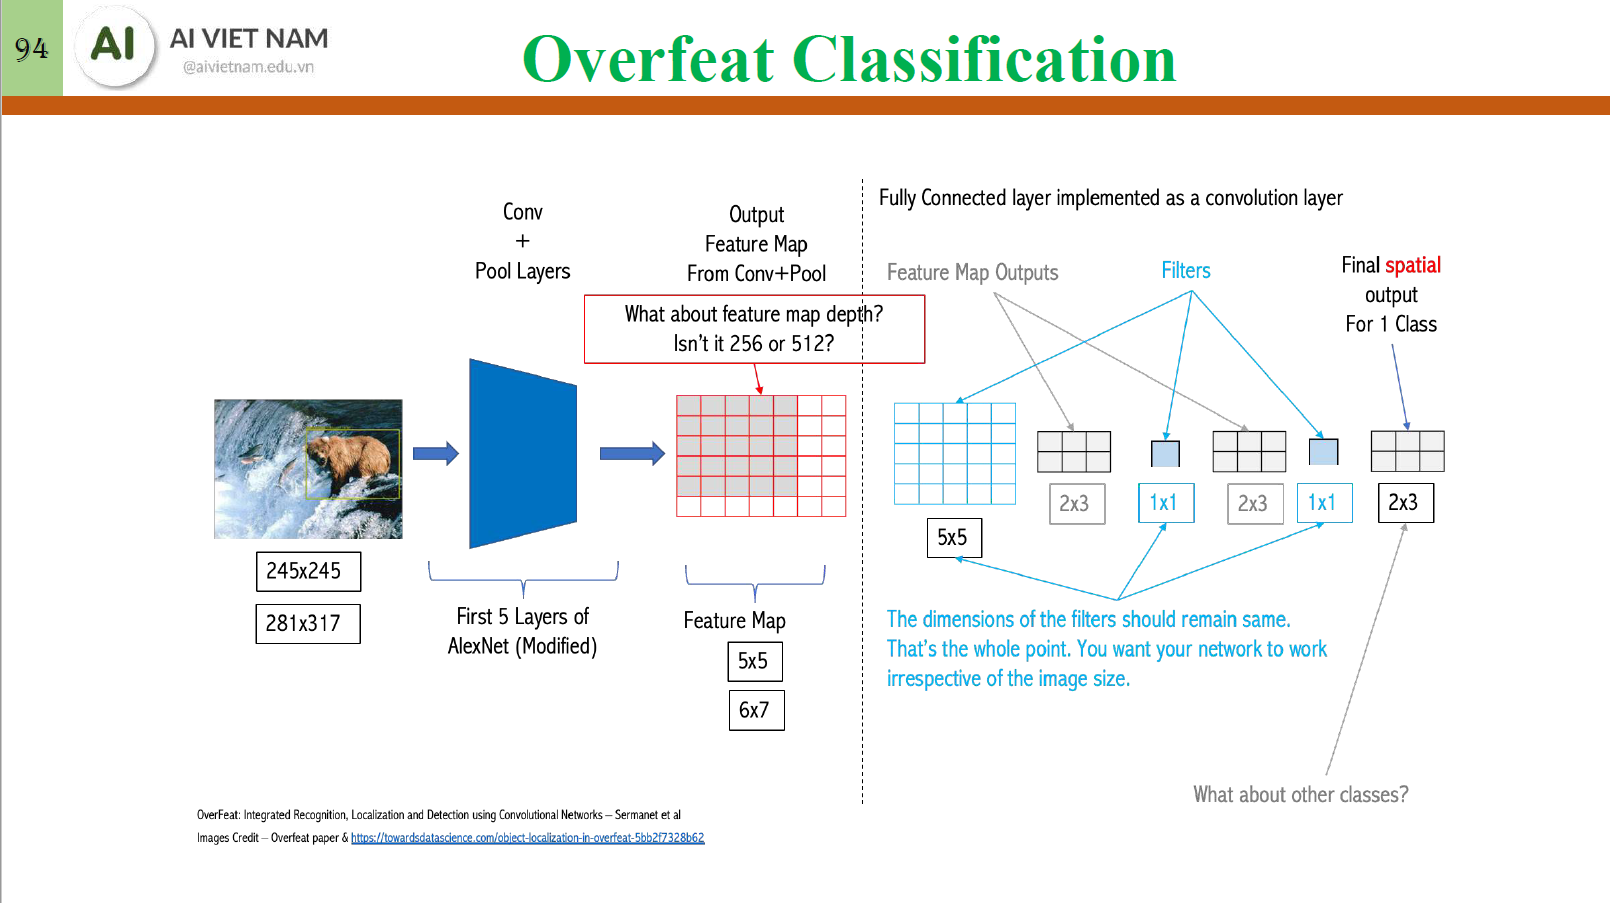 94
AI
AI VIET NAM
@aivietnam.edu.vn
Overfeat Classification
Conv
+
Pool Layers
Output
Feature Map
From Conv+Pool
What about feature map depth?
Isn't it 256 or 512?
245x245
281x317
First 5 Layers of
AlexNet (Modified)
Feature Map
5x5
6x7
Fully Connected layer implemented as a convolution layer
Feature Map Outputs
Filters
Final spatial
output
For 1 Class
5x5
2x3
1x1
2x3
1x1
2x3
The dimensions of the filters should remain same.
That's the whole point. You want your network to work
irrespective of the image size.
What about other classes?
OverFeat: Integrated Recognition, Localization and Detection using Convolutional Networks – Sermanet et al
Images Credit – Overfeat paper & https://towardsdatascience.com/object-localization-in-overfeat-5bb2f7328b62